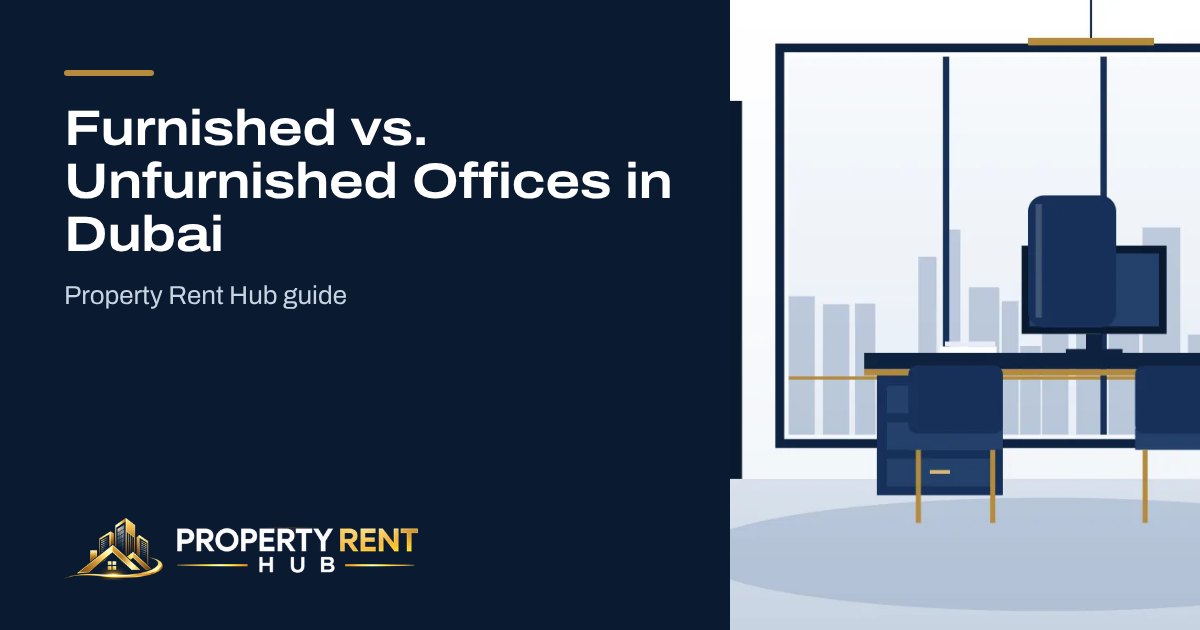 Furnished vs.
Unfurnished Offices in
Dubai
Property Rent Hub guide
PROPERTY RENT
HUB